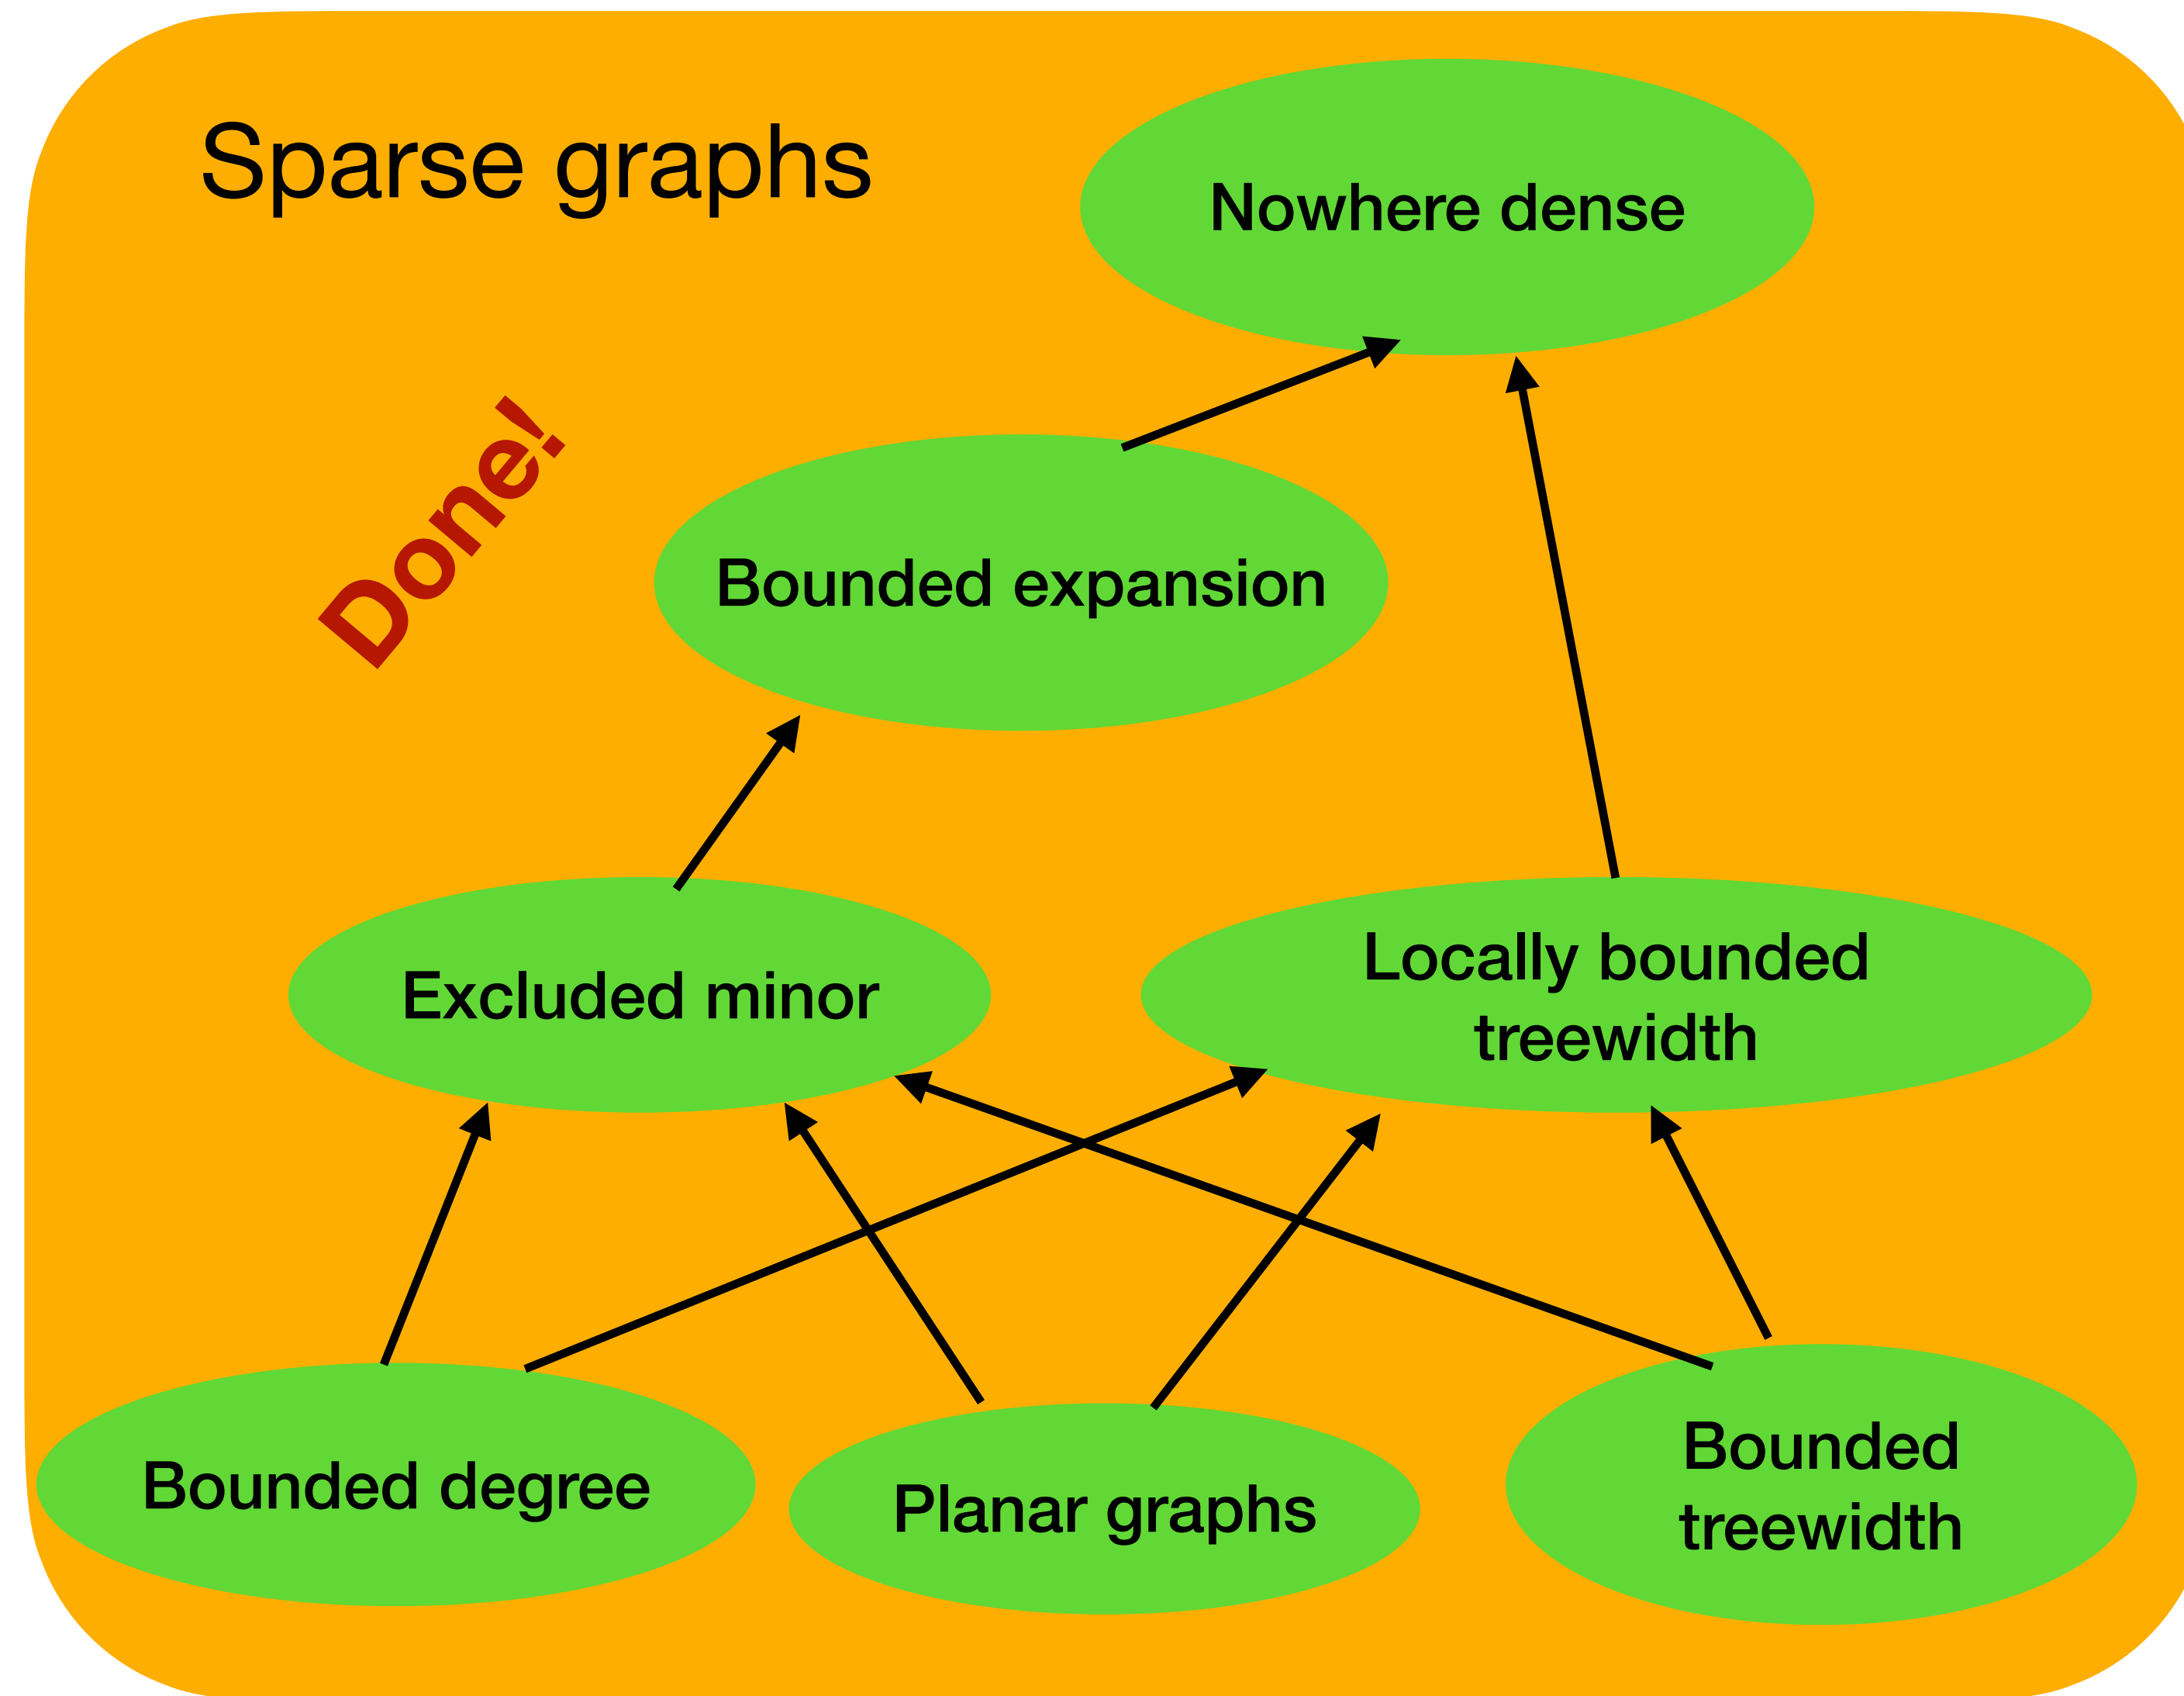 Sparse graphs
Nowhere dense
Done!
Bounded expansion
Excluded minor
Locally bounded
treewidth
Bounded degree
Planar graphs
Bounded
treewidth